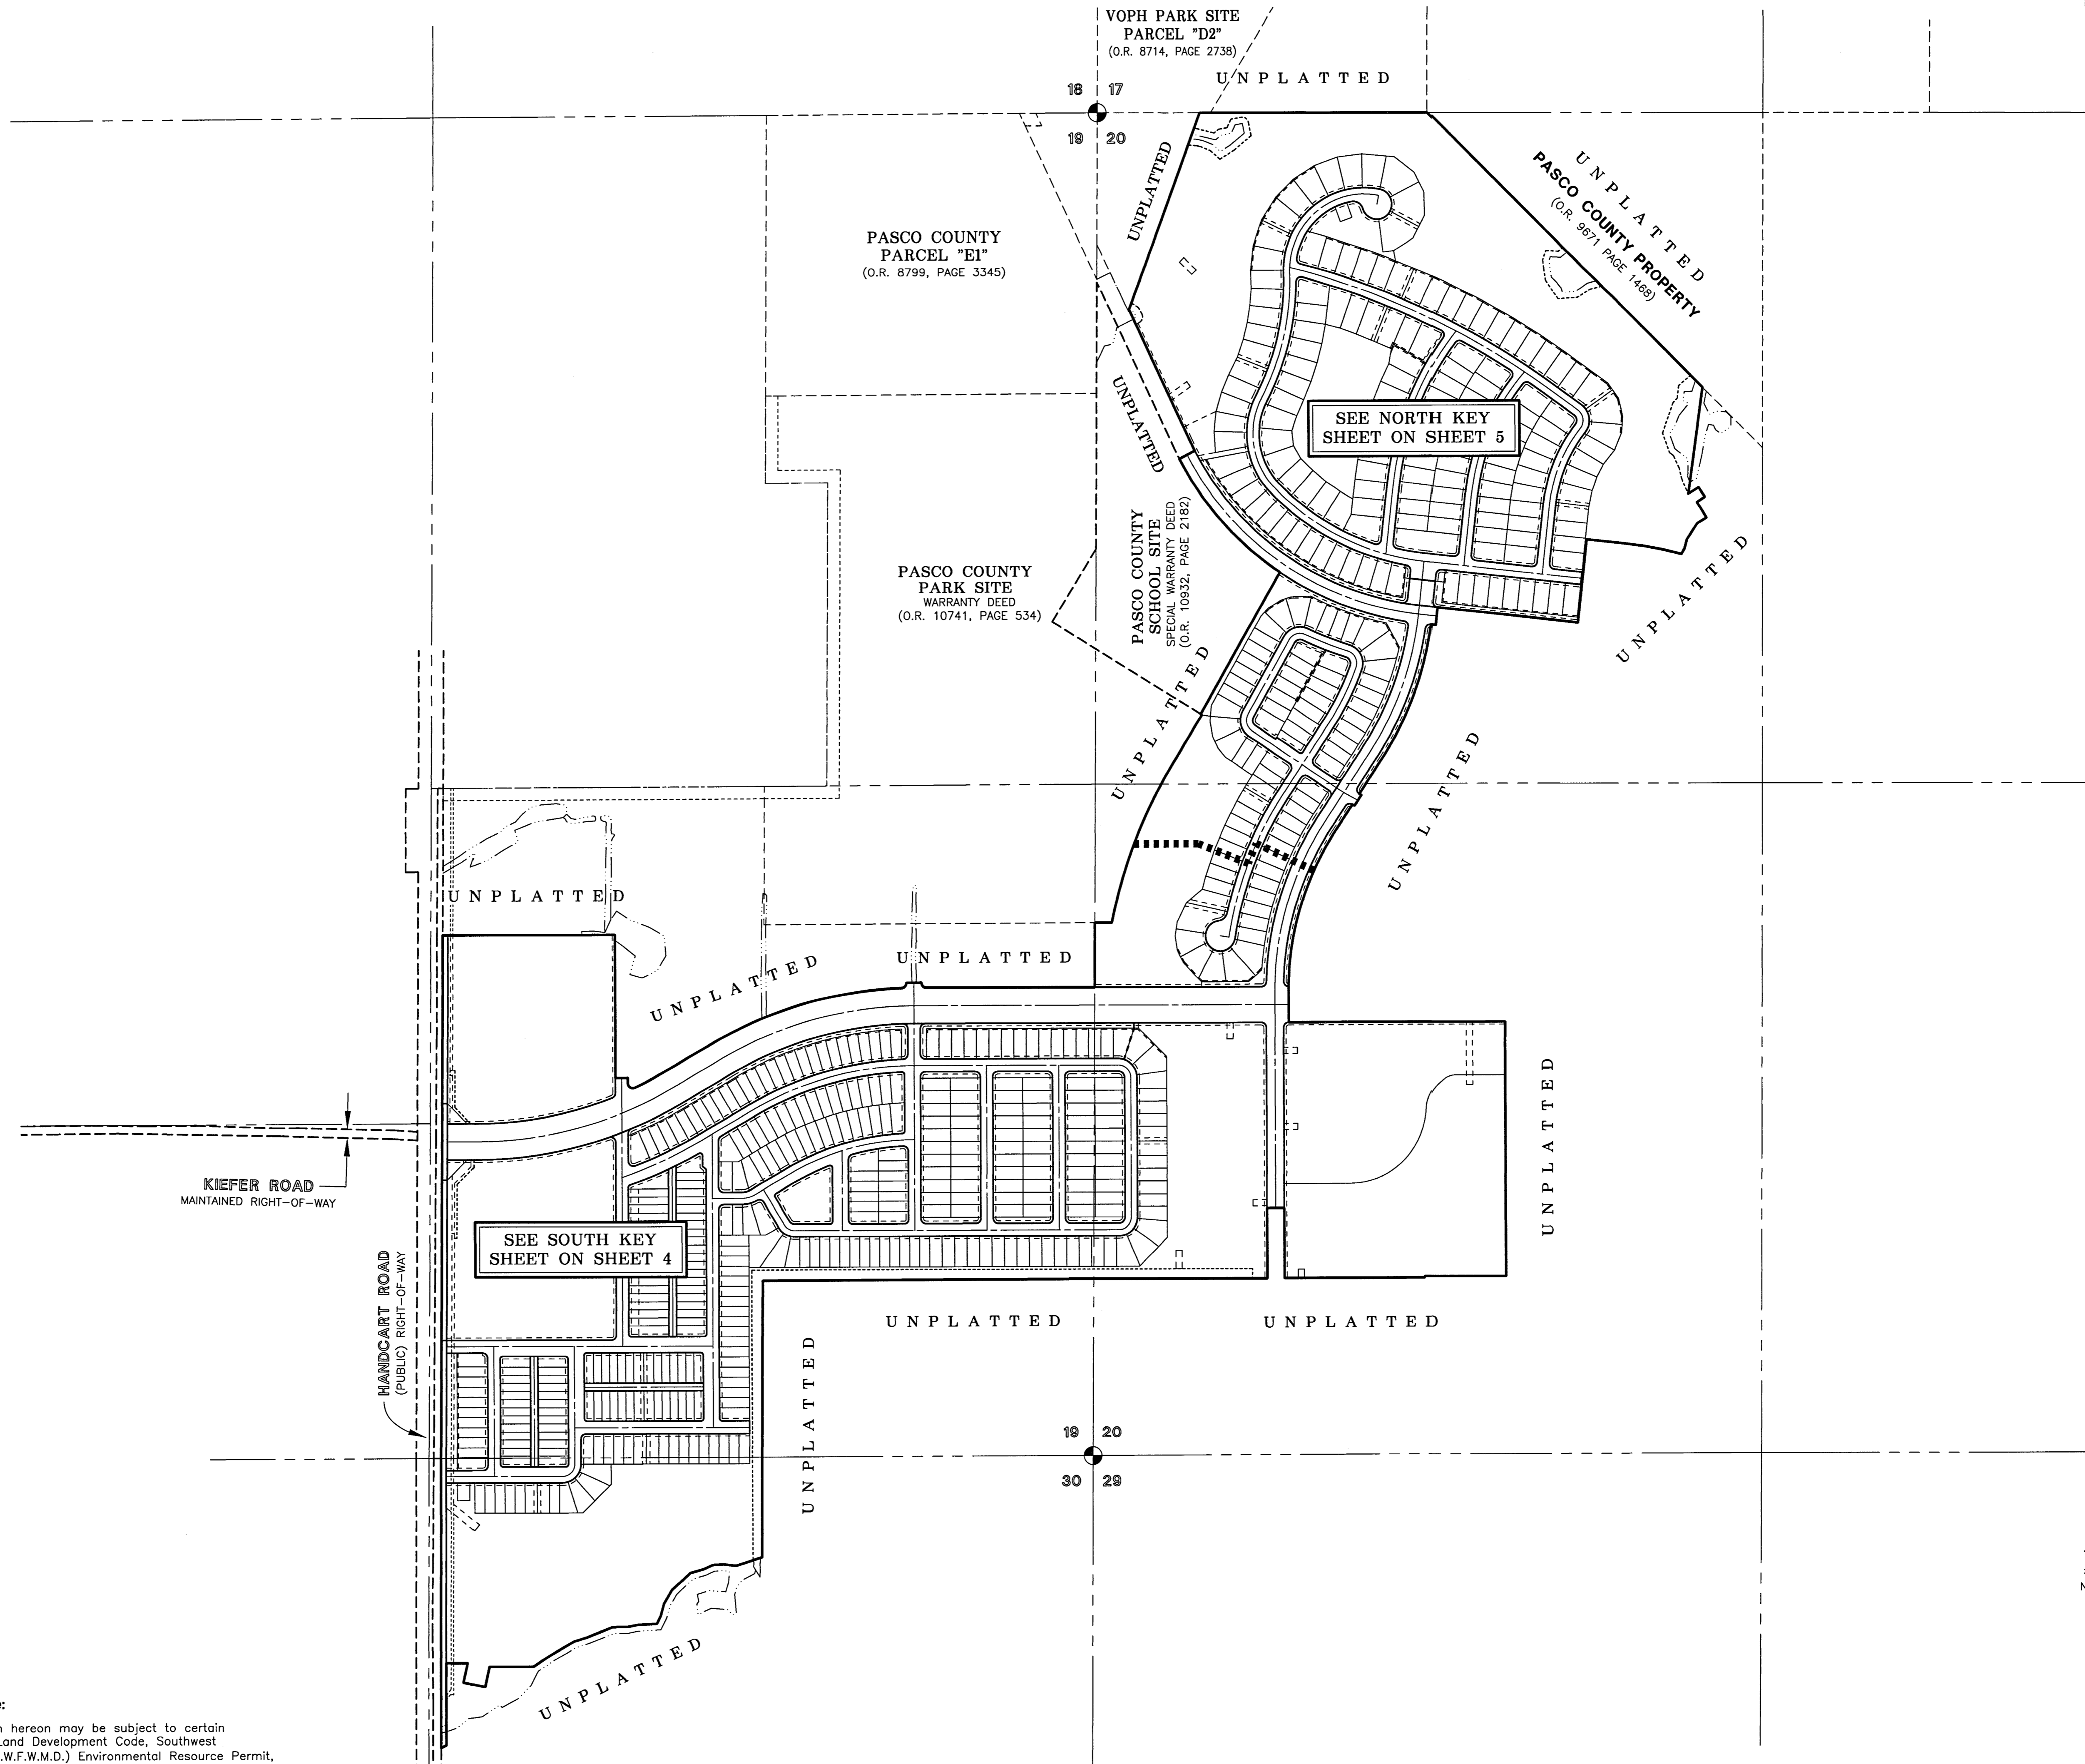 VOPH PARK SITE
PARCEL "D2"
(O.R. 8714, PAGE 2738)
UNPLATTED
18 17
19 20
UNPLATTED
UNPLATTED
PASCO COUNTY PROPERTY
(O.R. 9671 PAGE 1468)
PASCO COUNTY
PARCEL "E1"
(O.R. 8799, PAGE 3345)
UNPLATTED
SEE NORTH KEY
SHEET ON SHEET 5
PASCO COUNTY
SCHOOL SITE
SPECIAL WARRANTY DEED
(O.R. 10932, PAGE 2182)
PASCO COUNTY
PARK SITE
WARRANTY DEED
(O.R. 10741, PAGE 534)
UNPLATTED
UNPLATTED
UNPLATTED
UNPLATTED
UNPLATTED
UNPLATTED
UNPLATTED
KIEFER ROAD
MAINTAINED RIGHT-OF-WAY
SEE SOUTH KEY
SHEET ON SHEET 4
HANDCART ROAD
(PUBLIC) RIGHT-OF-WAY
UNPLATTED
UNPLATTED
UNPLATTED
UNPLATTED
19 20
30 29
UNPLATTED
hereon may be subject to certain
Land Development Code, Southwest
.W.F.W.M.D.) Environmental Resource Permit,